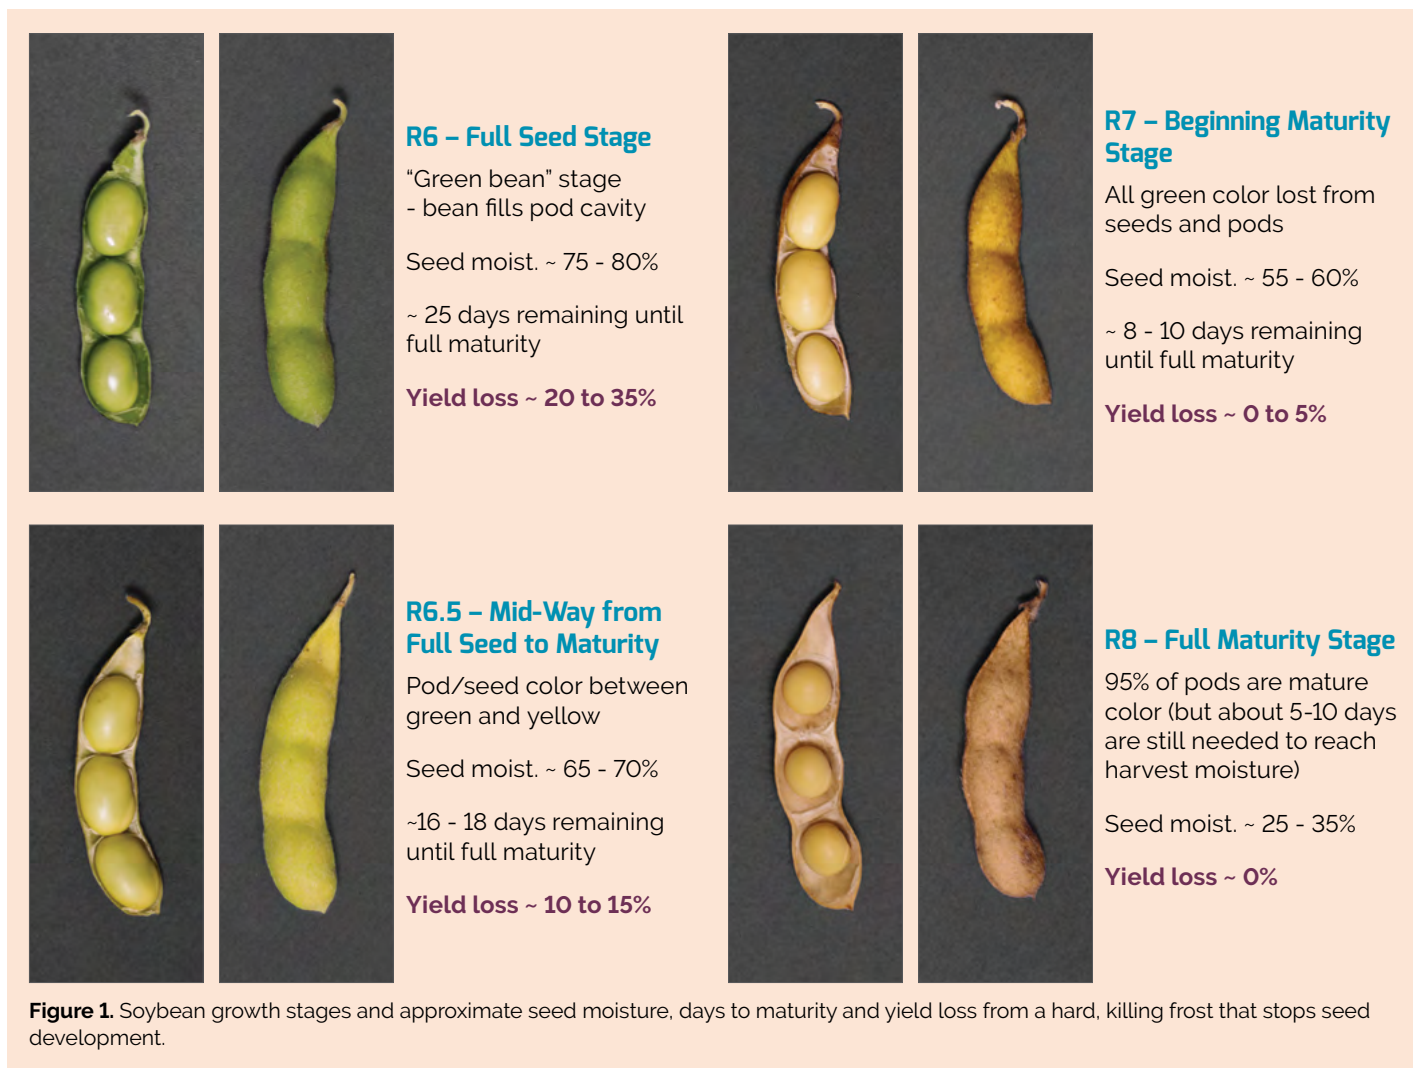 R6 – Full Seed Stage
“Green bean” stage
- bean fills pod cavity
Seed moist. ~ 75 - 80%
~ 25 days remaining until
full maturity
Yield loss ~ 20 to 35%
R7 – Beginning Maturity
Stage
All green color lost from
seeds and pods
Seed moist. ~ 55 - 60%
~ 8 - 10 days remaining
until full maturity
Yield loss ~ 0 to 5%
R6.5 – Mid-Way from
Full Seed to Maturity
Pod/seed color between
green and yellow
Seed moist. ~ 65 - 70%
~16 - 18 days remaining
until full maturity
Yield loss ~ 10 to 15%
R8 – Full Maturity Stage
95% of pods are mature
color (but about 5-10 days
are still needed to reach
harvest moisture)
Seed moist. ~ 25 - 35%
Yield loss ~ 0%
Figure 1. Soybean growth stages and approximate seed moisture, days to maturity and yield loss from a hard, killing frost that stops seed
development.